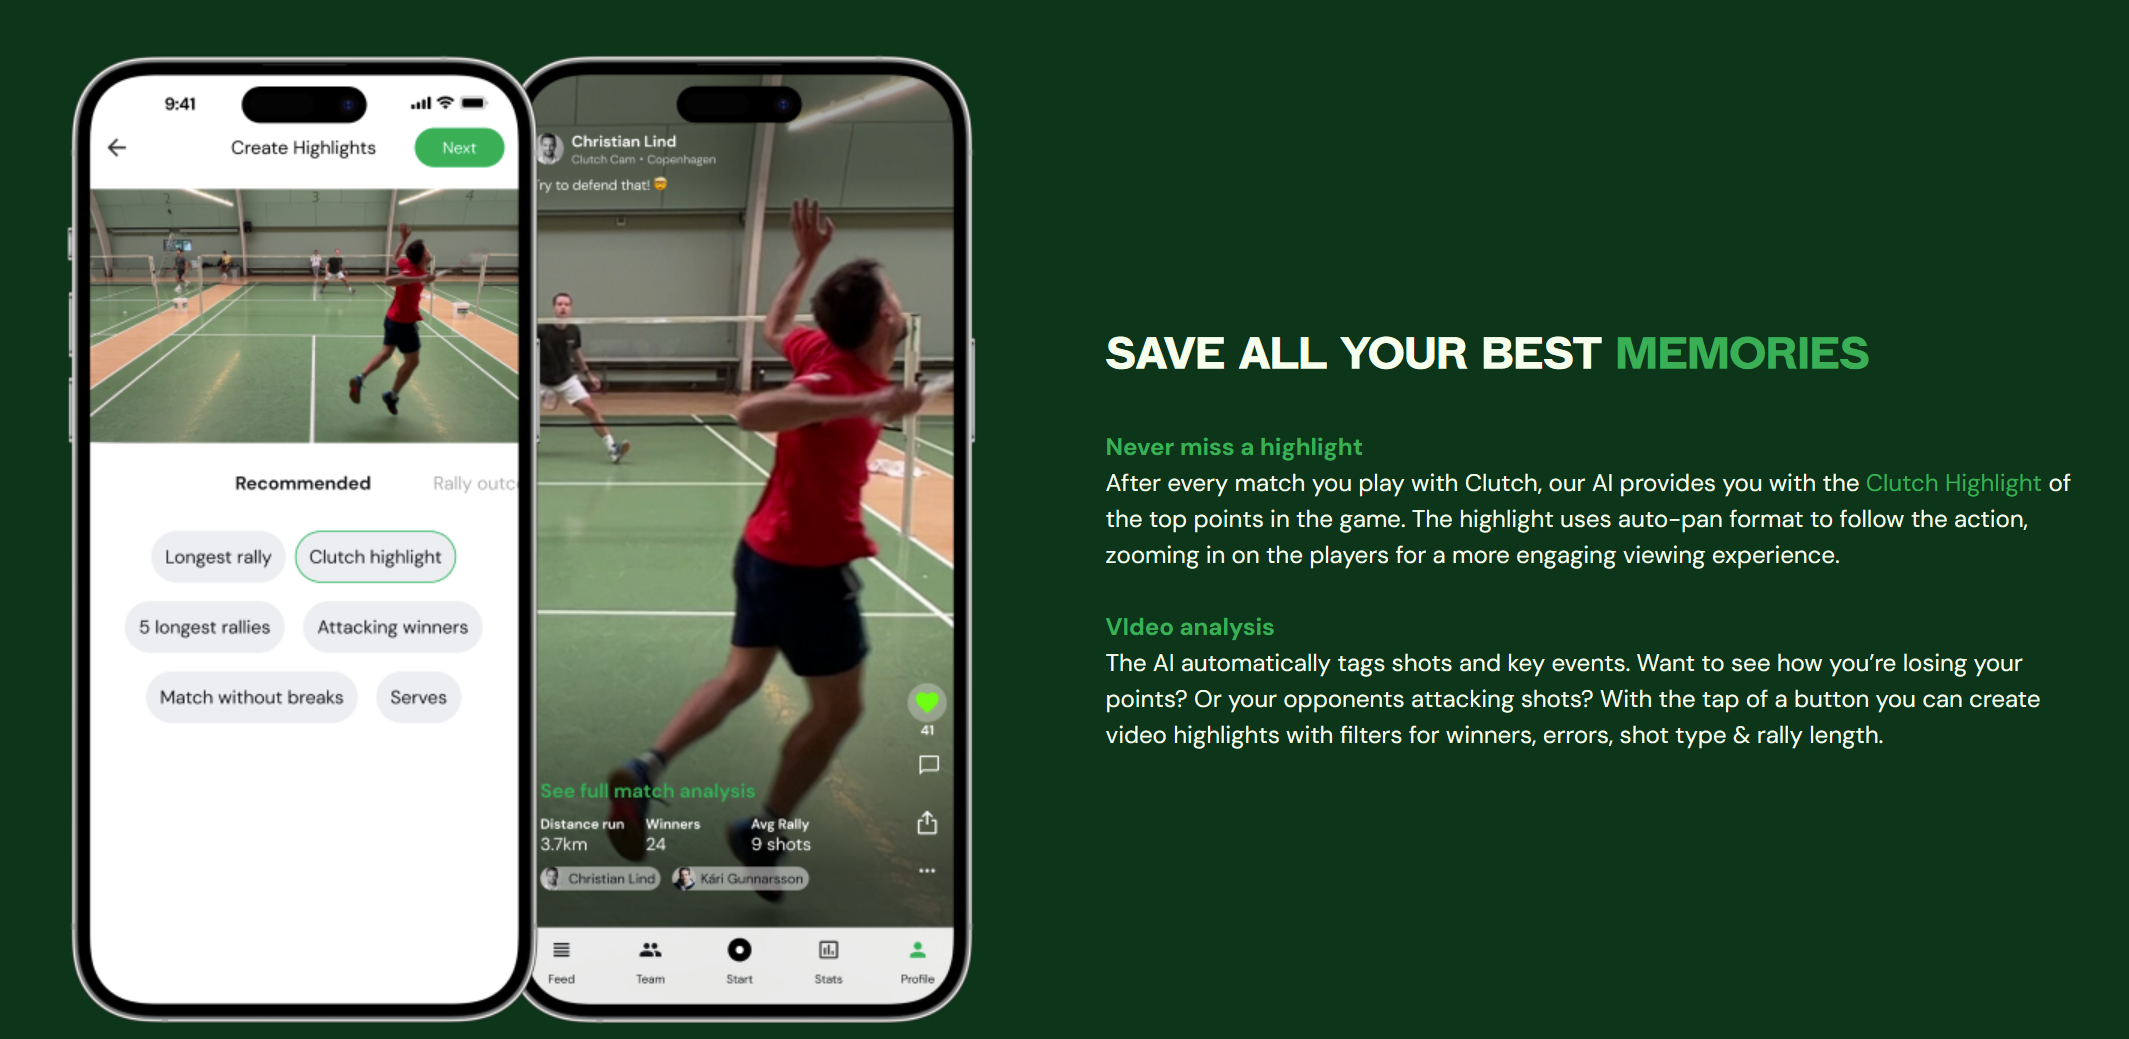 9:41
Create Highlights
Next
2 3 4
Recommended
Rally outc
Longest rally
Clutch highlight
5 longest rallies
Attacking winners
Match without breaks
Serves
Christian Lind
Clutch Cam • Copenhagen
Try to defend that! 🤯
41
See full match analysis
Distance run Winners Avg Rally
3.7km 24 9 shots
Christian Lind Kári Gunnarsson
Feed Team Start Stats Profile
SAVE ALL YOUR BEST MEMORIES
Never miss a highlight
After every match you play with Clutch, our AI provides you with the Clutch Highlight of
the top points in the game. The highlight uses auto-pan format to follow the action,
zooming in on the players for a more engaging viewing experience.
VIdeo analysis
The AI automatically tags shots and key events. Want to see how you’re losing your
points? Or your opponents attacking shots? With the tap of a button you can create
video highlights with filters for winners, errors, shot type & rally length.